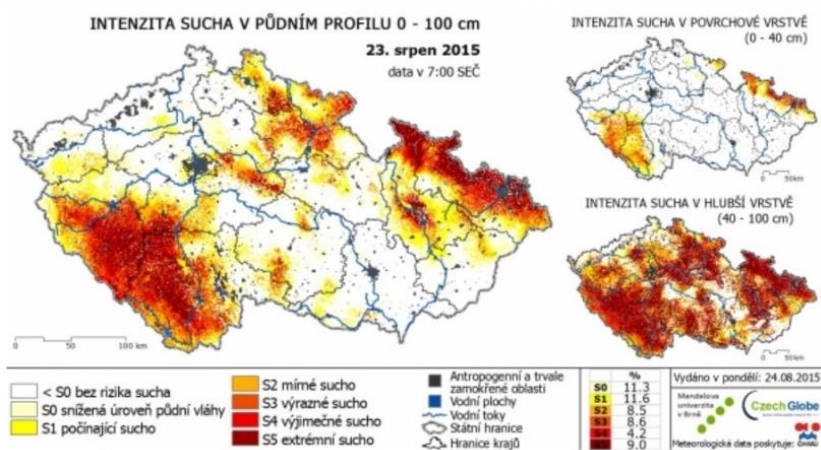 INTENZITA SUCHA V PŮDNÍM PROFILU 0 - 100 cm
23. srpen 2015
data v 7:00 SEČ
0 50 100 km
INTENZITA SUCHA V POVRCHOVÉ VRSTVĚ
(0 - 40 cm)
0 50km
INTENZITA SUCHA V HLUBŠÍ VRSTVĚ
(40 - 100 cm)
0 50km
< S0 bez rizika sucha
S0 snížená úroveň půdní vláhy
S1 počínající sucho
S2 mírné sucho
S3 výrazné sucho
S4 výjimečné sucho
S5 extrémní sucho
Antropogenní a trvale
zamokřené oblasti
Vodní plochy
Vodní toky
Státní hranice
Hranice krajů
%
S0 11.3
S1 11.6
S2 8.5
S3 8.6
S4 4.2
9.0
Vydáno v pondělí: 24.08.2015
Mendelova
univerzita
v Brně
CzechGlobe
Meteorologická data poskytuje:
ČHMÚ